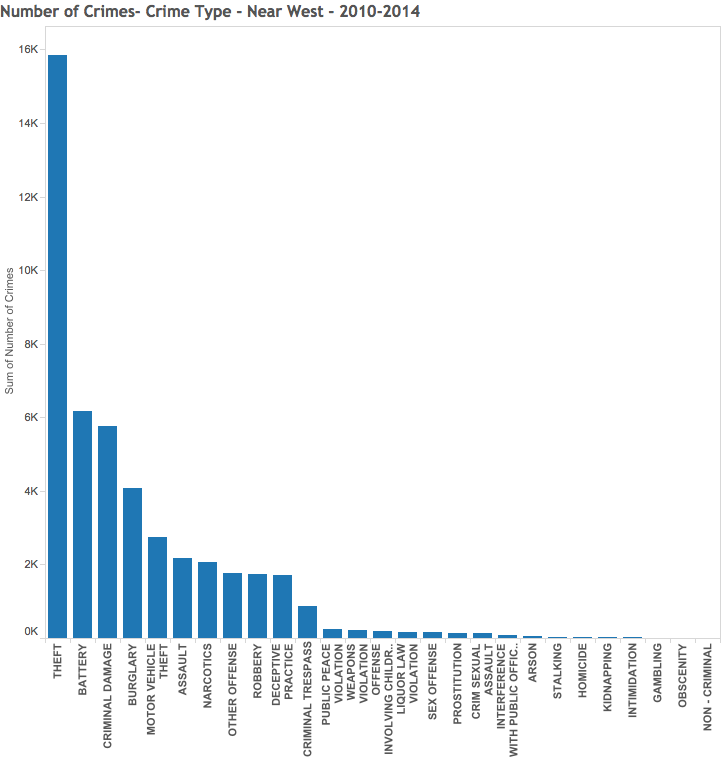 Number of Crimes- Crime Type - Near West - 2010-2014
16K
14K
12K
10K
8K
6K
4K
2K
0K
Sum of Number of Crimes
THEFT
BATTERY
CRIMINAL DAMAGE
BURGLARY
MOTOR VEHICLE
THEFT
ASSAULT
NARCOTICS
OTHER OFFENSE
ROBBERY
DECEPTIVE
PRACTICE
CRIMINAL TRESPASS
PUBLIC PEACE
VIOLATION
WEAPONS
VIOLATION
OFFENSE
INVOLVING CHILDR..
LIQUOR LAW
VIOLATION
SEX OFFENSE
PROSTITUTION
CRIM SEXUAL
ASSAULT
INTERFERENCE
WITH PUBLIC OFFIC..
ARSON
STALKING
HOMICIDE
KIDNAPPING
INTIMIDATION
GAMBLING
OBSCENITY
NON - CRIMINAL